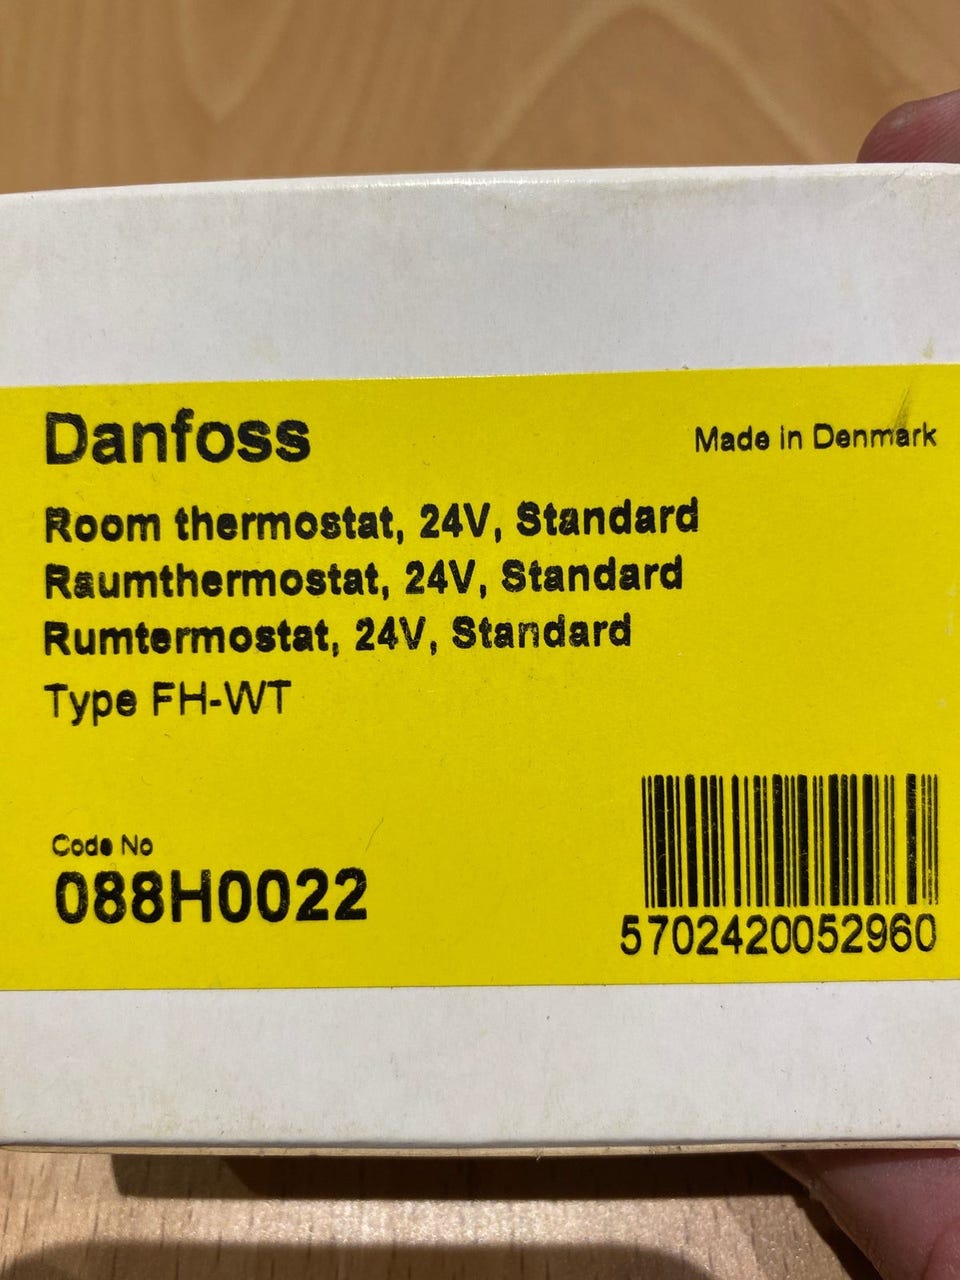 Danfoss
Made in Denmark
Room thermostat, 24V, Standard
Raumthermostat, 24V, Standard
Rumtermostat, 24V, Standard
Type FH-WT
Code No
088H0022
5702420052960